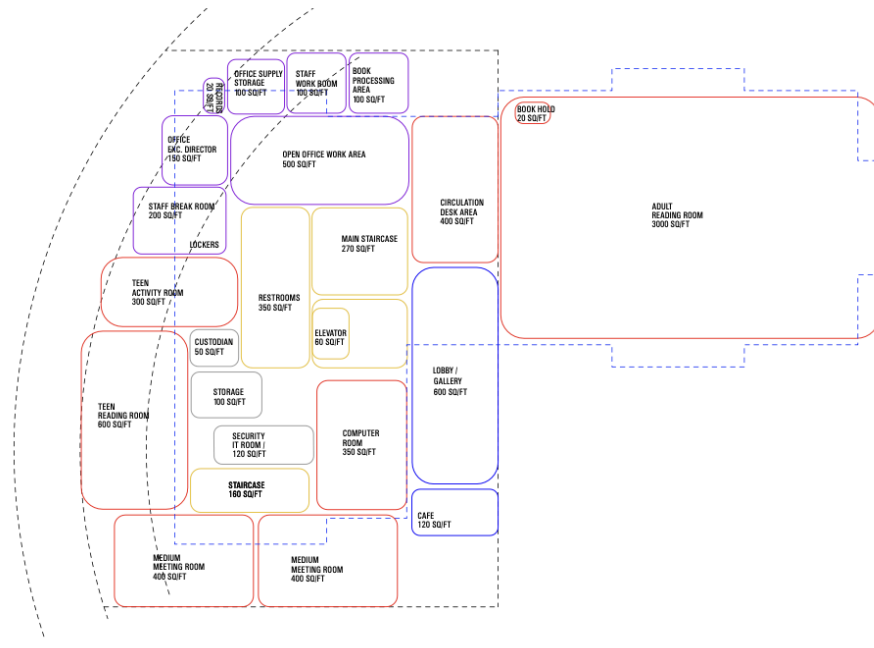 OFFICE SUPPLY
STORAGE
100 SQ/FT
STAFF
WORK ROOM
100 SQ/FT
BOOK
PROCESSING
AREA
100 SQ/FT
RECORDS
20 SQ/FT
BOOK HOLD
20 SQ/FT
OFFICE
EXC. DIRECTOR
150 SQ/FT
OPEN OFFICE WORK AREA
500 SQ/FT
STAFF BREAK ROOM
200 SQ/FT
LOCKERS
CIRCULATION
DESK AREA
400 SQ/FT
ADULT
READING ROOM
3000 SQ/FT
MAIN STAIRCASE
270 SQ/FT
TEEN
ACTIVITY ROOM
300 SQ/FT
RESTROOMS
350 SQ/FT
ELEVATOR
60 SQ/FT
CUSTODIAN
50 SQ/FT
LOBBY /
GALLERY
600 SQ/FT
STORAGE
100 SQ/FT
TEEN
READING ROOM
600 SQ/FT
SECURITY
IT ROOM /
120 SQ/FT
COMPUTER
ROOM
350 SQ/FT
STAIRCASE
160 SQ/FT
CAFE
120 SQ/FT
MEDIUM
MEETING ROOM
400 SQ/FT
MEDIUM
MEETING ROOM
400 SQ/FT